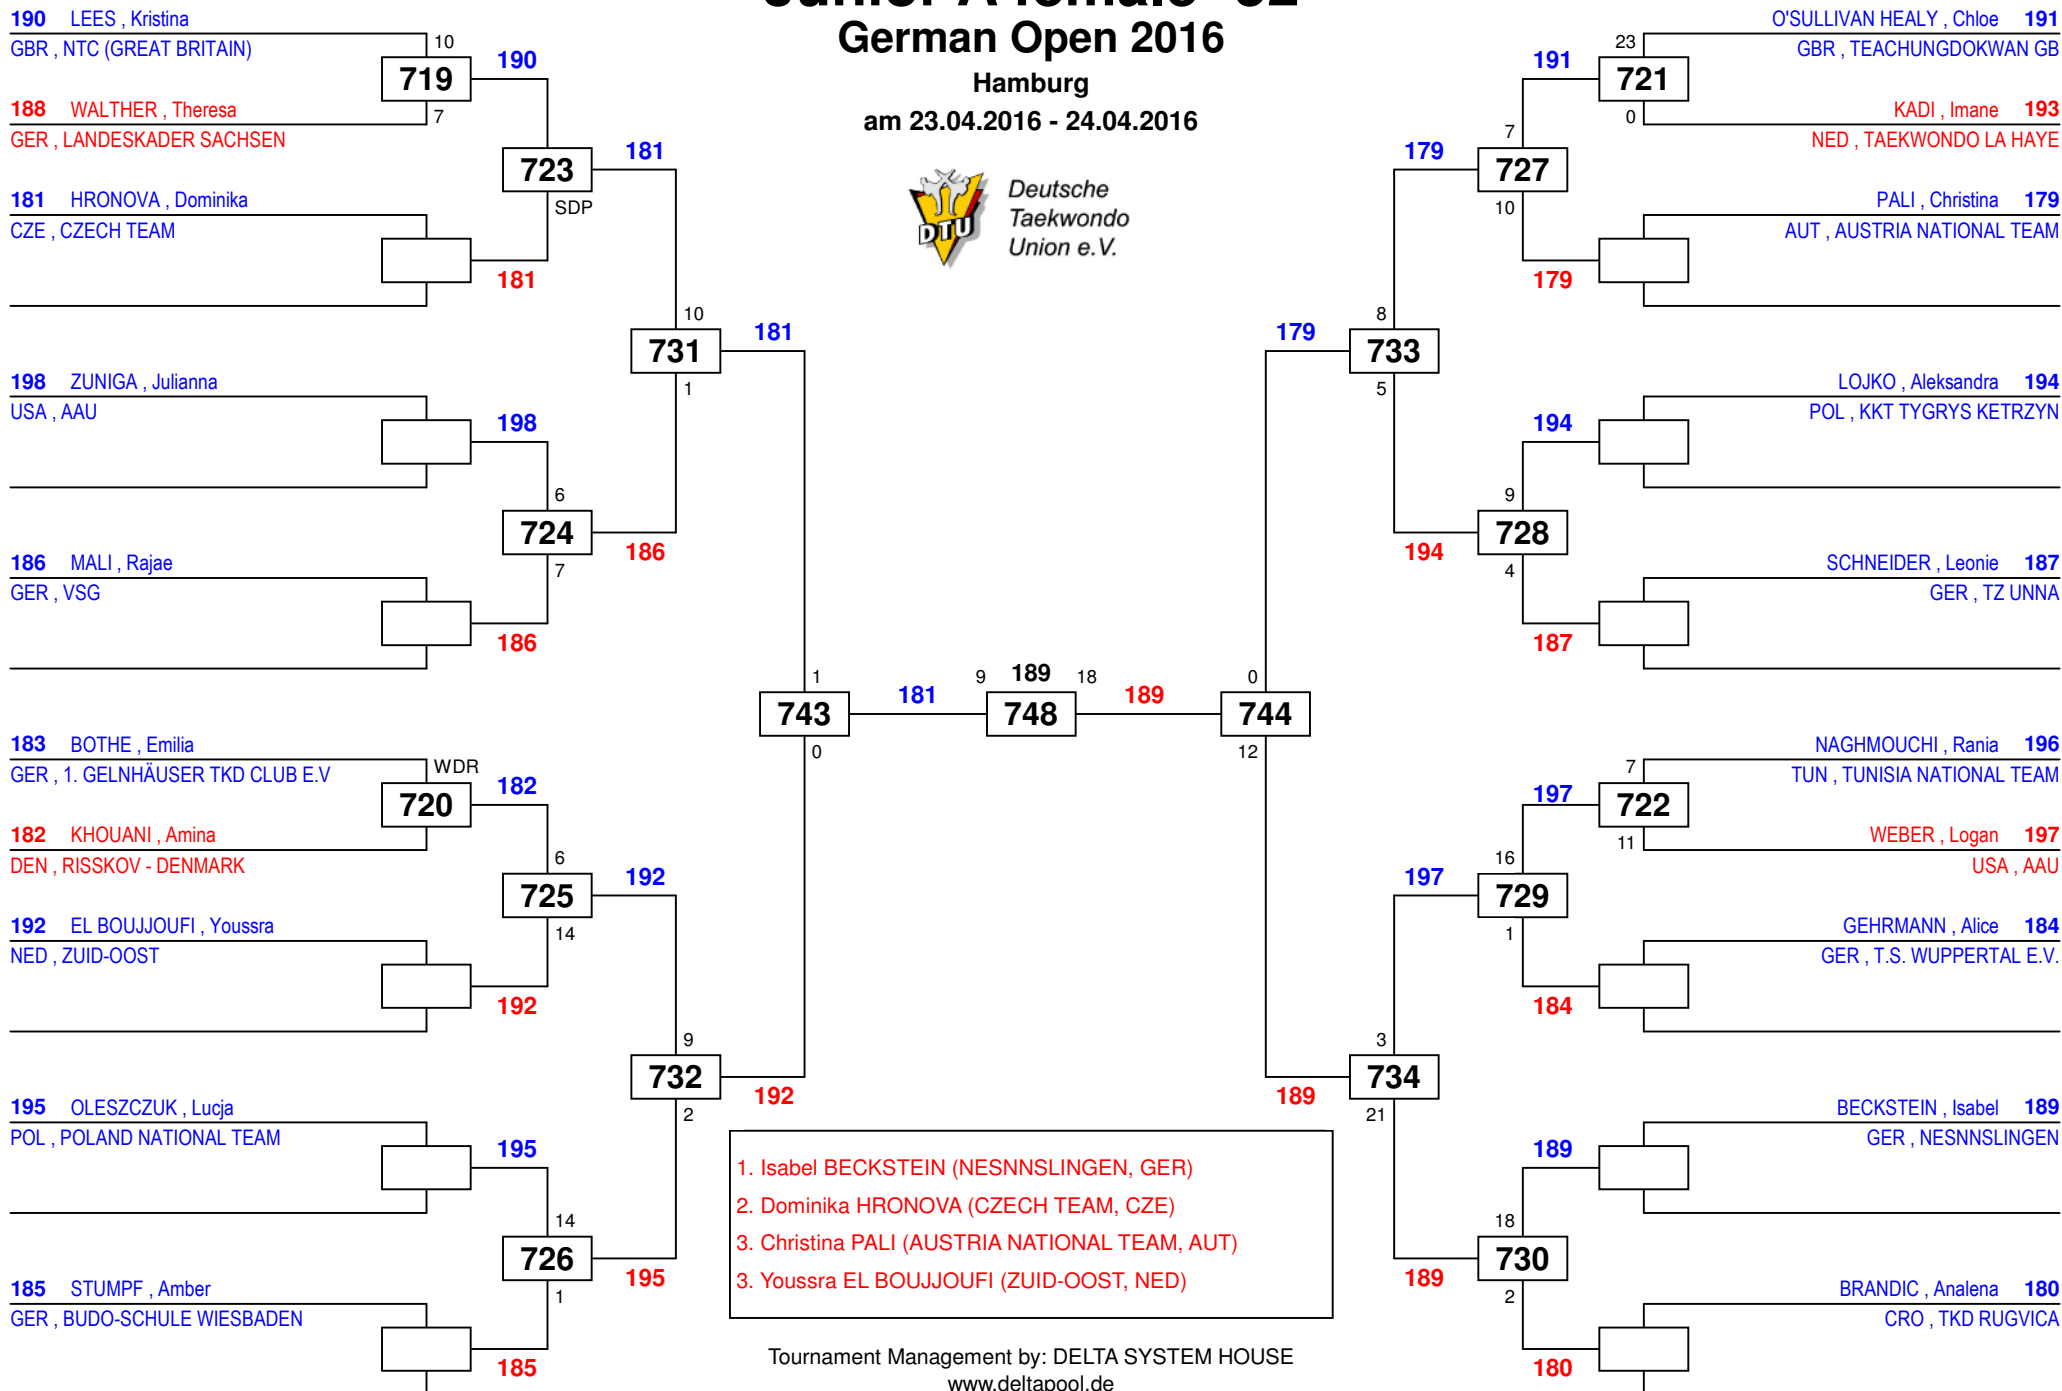 Junior A female -52
German Open 2016
Hamburg
am 23.04.2016 - 24.04.2016
DTU
Deutsche
Taekwondo
Union e.V.
190 LEES , Kristina
GBR , NTC (GREAT BRITAIN)
10
719
190
7
188 WALTHER , Theresa
GER , LANDESKADER SACHSEN
723
181
SDP
181 HRONOVA , Dominika
CZE , CZECH TEAM
181
10
731
181
1
198 ZUNIGA , Julianna
USA , AAU
198
6
724
186
7
186 MALI , Rajae
GER , VSG
186
1
743
181
0
183 BOTHE , Emilia
GER , 1. GELNHÄUSER TKD CLUB E.V
WDR
720
182
182 KHOUANI , Amina
DEN , RISSKOV - DENMARK
6
725
192
14
192 EL BOUJJOUFI , Youssra
NED , ZUID-OOST
192
9
732
192
2
195 OLESZCZUK , Lucja
POL , POLAND NATIONAL TEAM
195
14
726
195
1
185 STUMPF , Amber
GER , BUDO-SCHULE WIESBADEN
185
9 189 18
748
O'SULLIVAN HEALY , Chloe 191
GBR , TEACHUNGDOKWAN GB
23
191
721
0
KADI , Imane 193
NED , TAEKWONDO LA HAYE
7
179
727
10
PALI , Christina 179
AUT , AUSTRIA NATIONAL TEAM
179
8
179
733
5
LOJKO , Aleksandra 194
POL , KKT TYGRYS KETRZYN
194
9
728
194
4
SCHNEIDER , Leonie 187
GER , TZ UNNA
187
0
189
744
12
NAGHMOUCHI , Rania 196
TUN , TUNISIA NATIONAL TEAM
7
197
722
11
WEBER , Logan 197
USA , AAU
16
197
729
1
GEHRMANN , Alice 184
GER , T.S. WUPPERTAL E.V.
184
3
734
189
21
BECKSTEIN , Isabel 189
GER , NESNNSLINGEN
189
18
730
189
2
BRANDIC , Analena 180
CRO , TKD RUGVICA
180
1. Isabel BECKSTEIN (NESNNSLINGEN, GER)
2. Dominika HRONOVA (CZECH TEAM, CZE)
3. Christina PALI (AUSTRIA NATIONAL TEAM, AUT)
3. Youssra EL BOUJJOUFI (ZUID-OOST, NED)
Tournament Management by: DELTA SYSTEM HOUSE
www.deltapool.de